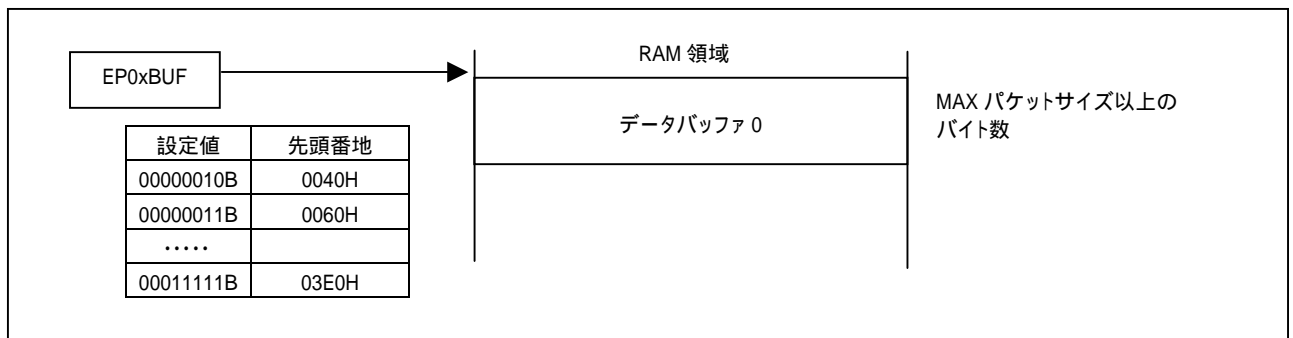 EP0xBUF
RAM 領域
データバッファ 0
MAX パケットサイズ以上の
バイト数
設定値 先頭番地
00000010B 0040H
00000011B 0060H
・・・・・
00011111B 03E0H